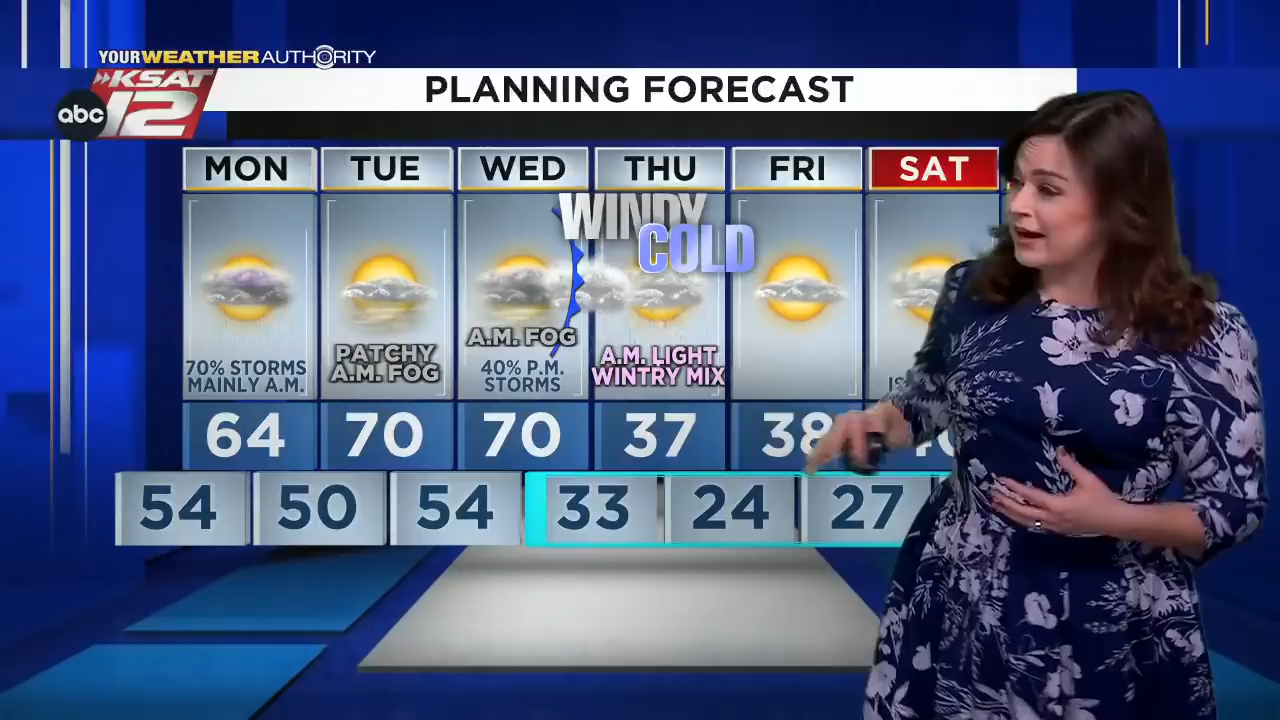 YOURWEATHERAUTHORITY
KSAT
abc
12
PLANNING FORECAST
MON TUE WED THU FRI SAT
WINDY
COLD
70% STORMS
MAINLY A.M.
PATCHY
A.M. FOG
A.M. FOG
40% P.M.
STORMS
A.M. LIGHT
WINTRY MIX
64 70 70 37 38
54 50 54 33 24 27